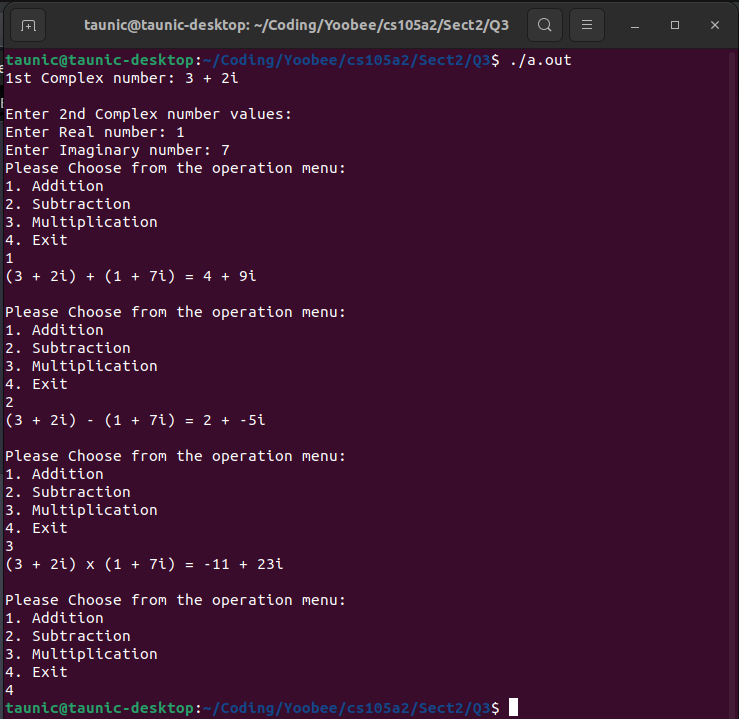 taunic@taunic-desktop: ~/Coding/Yoobee/cs105a2/Sect2/Q3
taunic@taunic-desktop:~/Coding/Yoobee/cs105a2/Sect2/Q3$ ./a.out
1st Complex number: 3 + 2i
Enter 2nd Complex number values:
Enter Real number: 1
Enter Imaginary number: 7
Please Choose from the operation menu:
1. Addition
2. Subtraction
3. Multiplication
4. Exit
1
(3 + 2i) + (1 + 7i) = 4 + 9i
Please Choose from the operation menu:
1. Addition
2. Subtraction
3. Multiplication
4. Exit
2
(3 + 2i) - (1 + 7i) = 2 + -5i
Please Choose from the operation menu:
1. Addition
2. Subtraction
3. Multiplication
4. Exit
3
(3 + 2i) x (1 + 7i) = -11 + 23i
Please Choose from the operation menu:
1. Addition
2. Subtraction
3. Multiplication
4. Exit
4
taunic@taunic-desktop:~/Coding/Yoobee/cs105a2/Sect2/Q3$